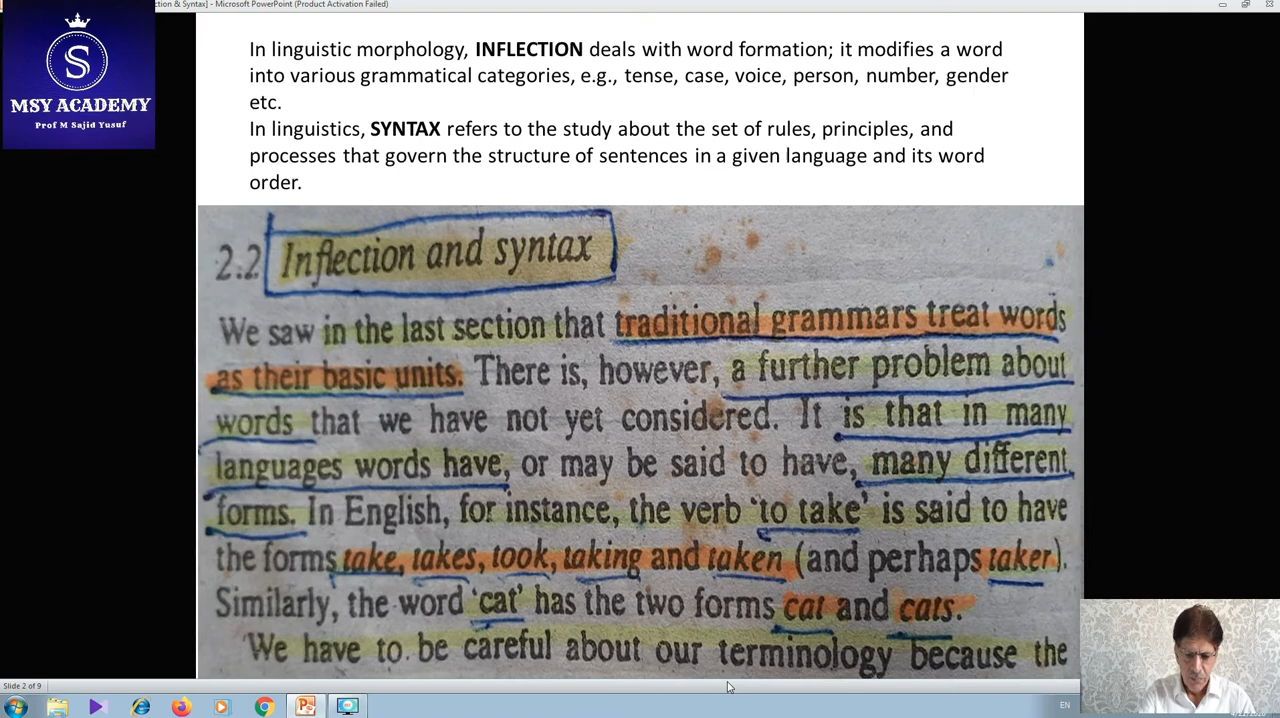 ction & Syntax] - Microsoft PowerPoint (Product Activation Failed)
S
MSY ACADEMY
Prof M Sajid Yusuf
In linguistic morphology, INFLECTION deals with word formation; it modifies a word
into various grammatical categories, e.g., tense, case, voice, person, number, gender
etc.
In linguistics, SYNTAX refers to the study about the set of rules, principles, and
processes that govern the structure of sentences in a given language and its word
order.
2.2 Inflection and syntax
We saw in the last section that traditional grammars treat words
as their basic units. There is, however, a further problem about
words that we have not yet considered. It is that in many
languages words have, or may be said to have, many different
forms. In English, for instance, the verb ‘to take’ is said to have
the forms take, takes, took, taking and taken (and perhaps taker).
Similarly, the word ‘cat’ has the two forms cat and cats.
We have to be careful about our terminology because the
Slide 2 of 9
EN